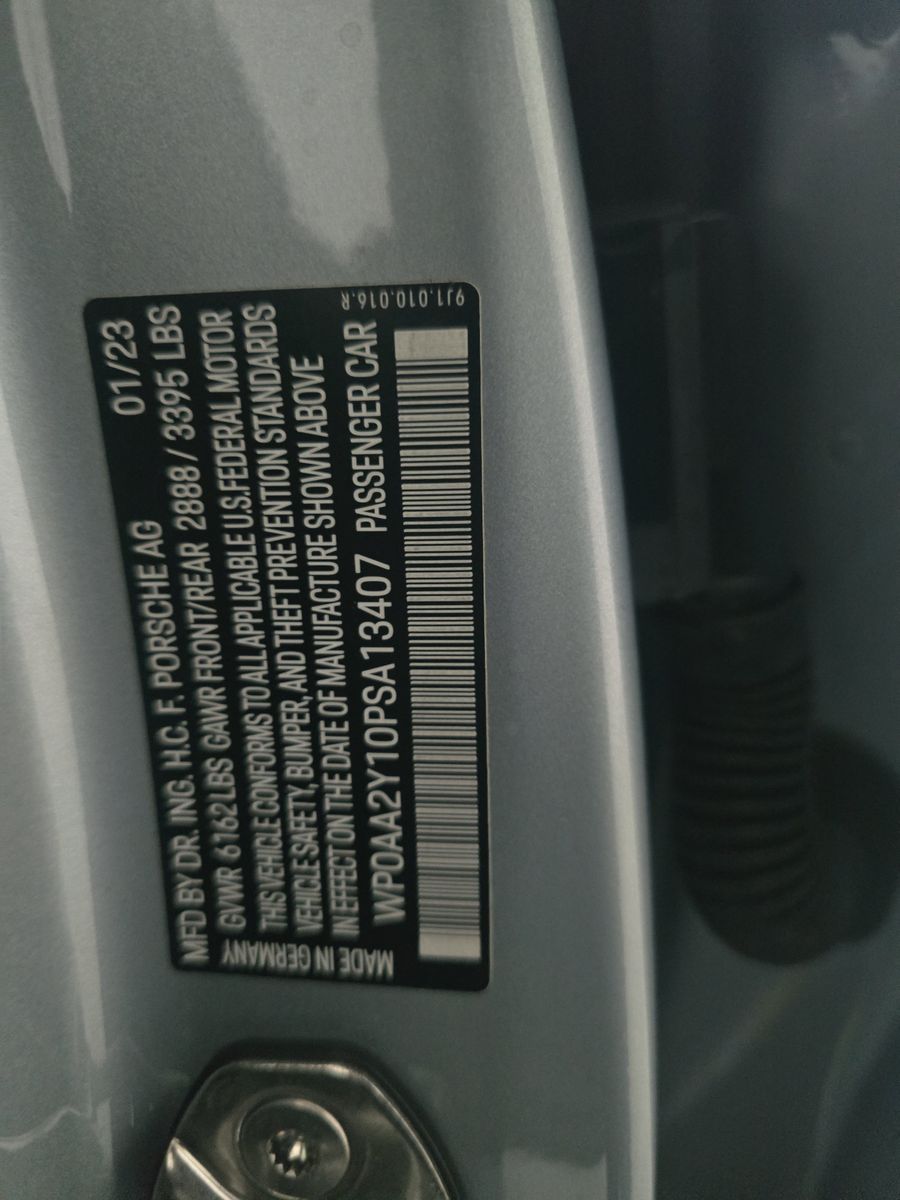 MFD BY DR. ING. H.C. F. PORSCHE AG 01/23
GVWR 6162 LBS GAWR FRONT/REAR 2888 / 3395 LBS
THIS VEHICLE CONFORMS TO ALL APPLICABLE U.S. FEDERAL MOTOR
VEHICLE SAFETY, BUMPER, AND THEFT PREVENTION STANDARDS
IN EFFECT ON THE DATE OF MANUFACTURE SHOWN ABOVE
WP0AA2Y10PSA13407 PASSENGER CAR
MADE IN GERMANY
9J1.010.016.R